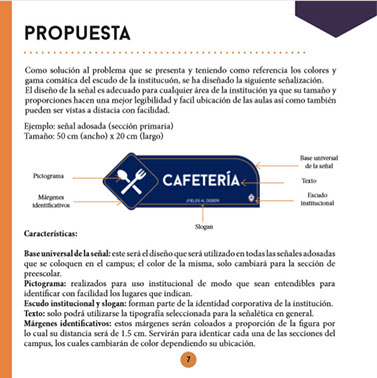 PROPUESTA
Como solución al problema que se presenta y teniendo como referencia los colores y
gama comática del escudo de la institucuón, se ha diseñado la siguiente señalización.
El diseño de la señal es adecuado para cualquier área de la institución ya que su tamaño y
proporciones hacen una mejor legibilidad y facil ubicación de las aulas así como también
pueden ser vistas a distacia con facilidad.
Ejemplo: señal adosada (sección primaria)
Tamaño: 50 cm (ancho) x 20 cm (largo)
Base universal
de la señal
Pictograma
CAFETERÍA
Texto
Márgenes
identificativos
Escudo
institucional
¡FIELES AL DEBER!
Slogan
Características:
Base universal de la señal: este será el diseño que será utilizado en todas las señales adosadas
que se coloquen en el campus; el color de la misma, solo cambiará para la sección de
preescolar.
Pictograma: realizados para uso institucional de modo que sean entendibles para
identificar con facilidad los lugares que indican.
Escudo institucional y slogan: forman parte de la identidad corporativa de la institución.
Texto: solo podrá utilizarse la tipografía seleccionada para la señalética en general.
Márgenes identificativos: estos márgenes serán coloados a proporción de la figura por
lo cual su distancia será de 1.5 cm. Servirán para identicar cada una de las secciones del
campus, los cuales cambiarán de color dependiendo su ubicación.
7